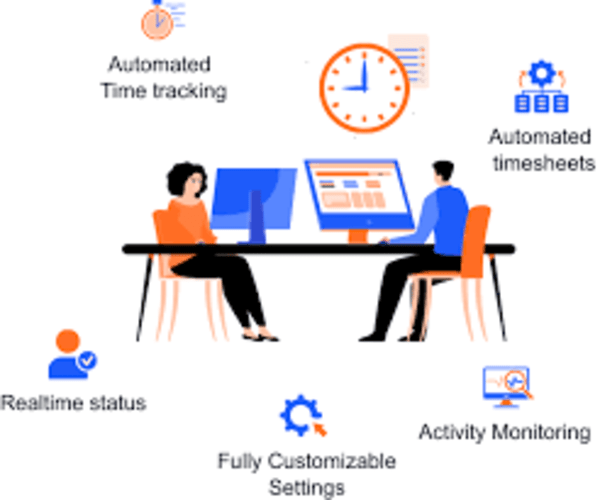 Automated
Time tracking
Automated
timesheets
Realtime status
Activity Monitoring
Fully Customizable
Settings